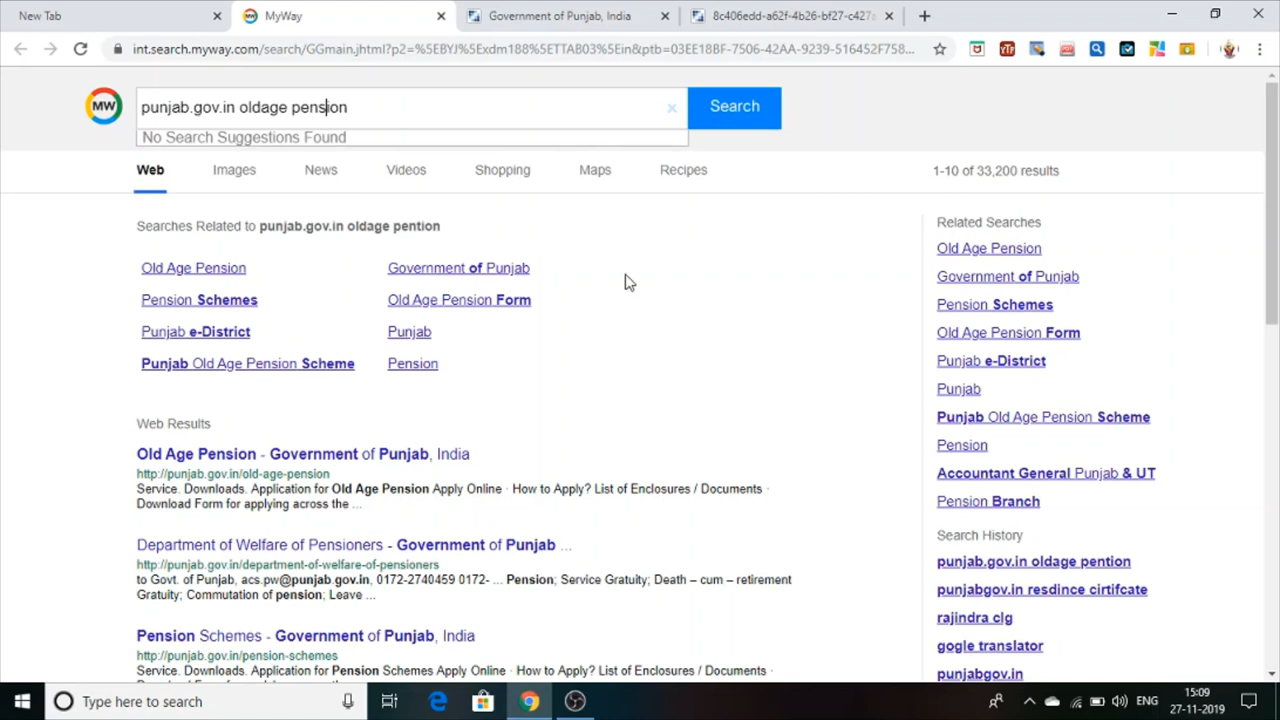 New Tab
MyWay
Government of Punjab, India
8c406edd-a62f-4b26-bf27-c427a
int.search.myway.com/search/GGmain.jhtml?p2=%5EBYJ%5Exdm188%5ETTAB03%5Ein&ptb=03EE18BF-7506-42AA-9239-516452F758...
MW
punjab.gov.in oldage pension
Search
No Search Suggestions Found
Web
Images
News
Videos
Shopping
Maps
Recipes
1-10 of 33,200 results
Searches Related to punjab.gov.in oldage pention
Old Age Pension
Government of Punjab
Pension Schemes
Old Age Pension Form
Punjab e-District
Punjab
Punjab Old Age Pension Scheme
Pension
Web Results
Old Age Pension - Government of Punjab, India
http://punjab.gov.in/old-age-pension
Service. Downloads. Application for Old Age Pension Apply Online · How to Apply? List of Enclosures / Documents ·
Download Form for applying across the ...
Department of Welfare of Pensioners - Government of Punjab ...
http://punjab.gov.in/department-of-welfare-of-pensioners
to Govt. of Punjab, acs.pw@punjab.gov.in, 0172-2740459 0172- ... Pension; Service Gratuity; Death – cum – retirement
Gratuity; Commutation of pension; Leave ...
Pension Schemes - Government of Punjab, India
http://punjab.gov.in/pension-schemes
Service. Downloads. Application for Pension Schemes Apply Online · How to Apply? List of Enclosures / Documents ·
Related Searches
Old Age Pension
Government of Punjab
Pension Schemes
Old Age Pension Form
Punjab e-District
Punjab
Punjab Old Age Pension Scheme
Pension
Accountant General Punjab & UT
Pension Branch
Search History
punjab.gov.in oldage pention
punjabgov.in resdince cirtifcate
rajindra clg
gogle translator
punjabgov.in
Type here to search
ENG
15:09
27-11-2019